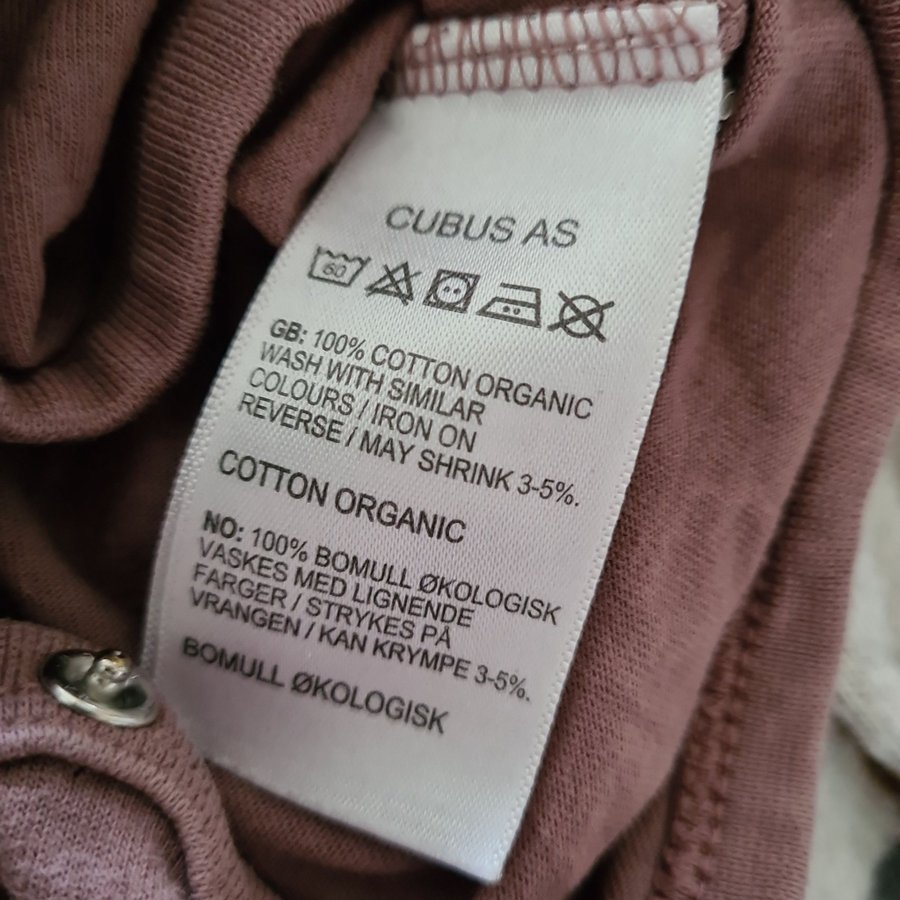 CUBUS AS
60
GB: 100% COTTON ORGANIC
WASH WITH SIMILAR
COLOURS / IRON ON
REVERSE / MAY SHRINK 3-5%.
COTTON ORGANIC
NO: 100% BOMULL ØKOLOGISK
VASKES MED LIGNENDE
FARGER / STRYKES PÅ
VRANGEN / KAN KRYMPE 3-5%.
BOMULL ØKOLOGISK